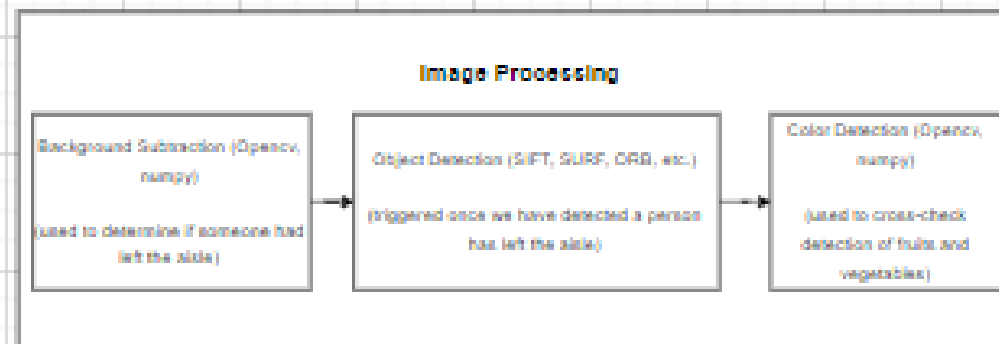 Image Processing
Background Subtraction (Opencv,
numpy)
(used to determine if someone had
left the aisle)
Object Detection (SIFT, SURF, ORB, etc.)
(triggered once we have detected a person
has left the aisle)
Color Detection (Opencv,
numpy)
(used to cross-check
detection of fruits and
vegetables)